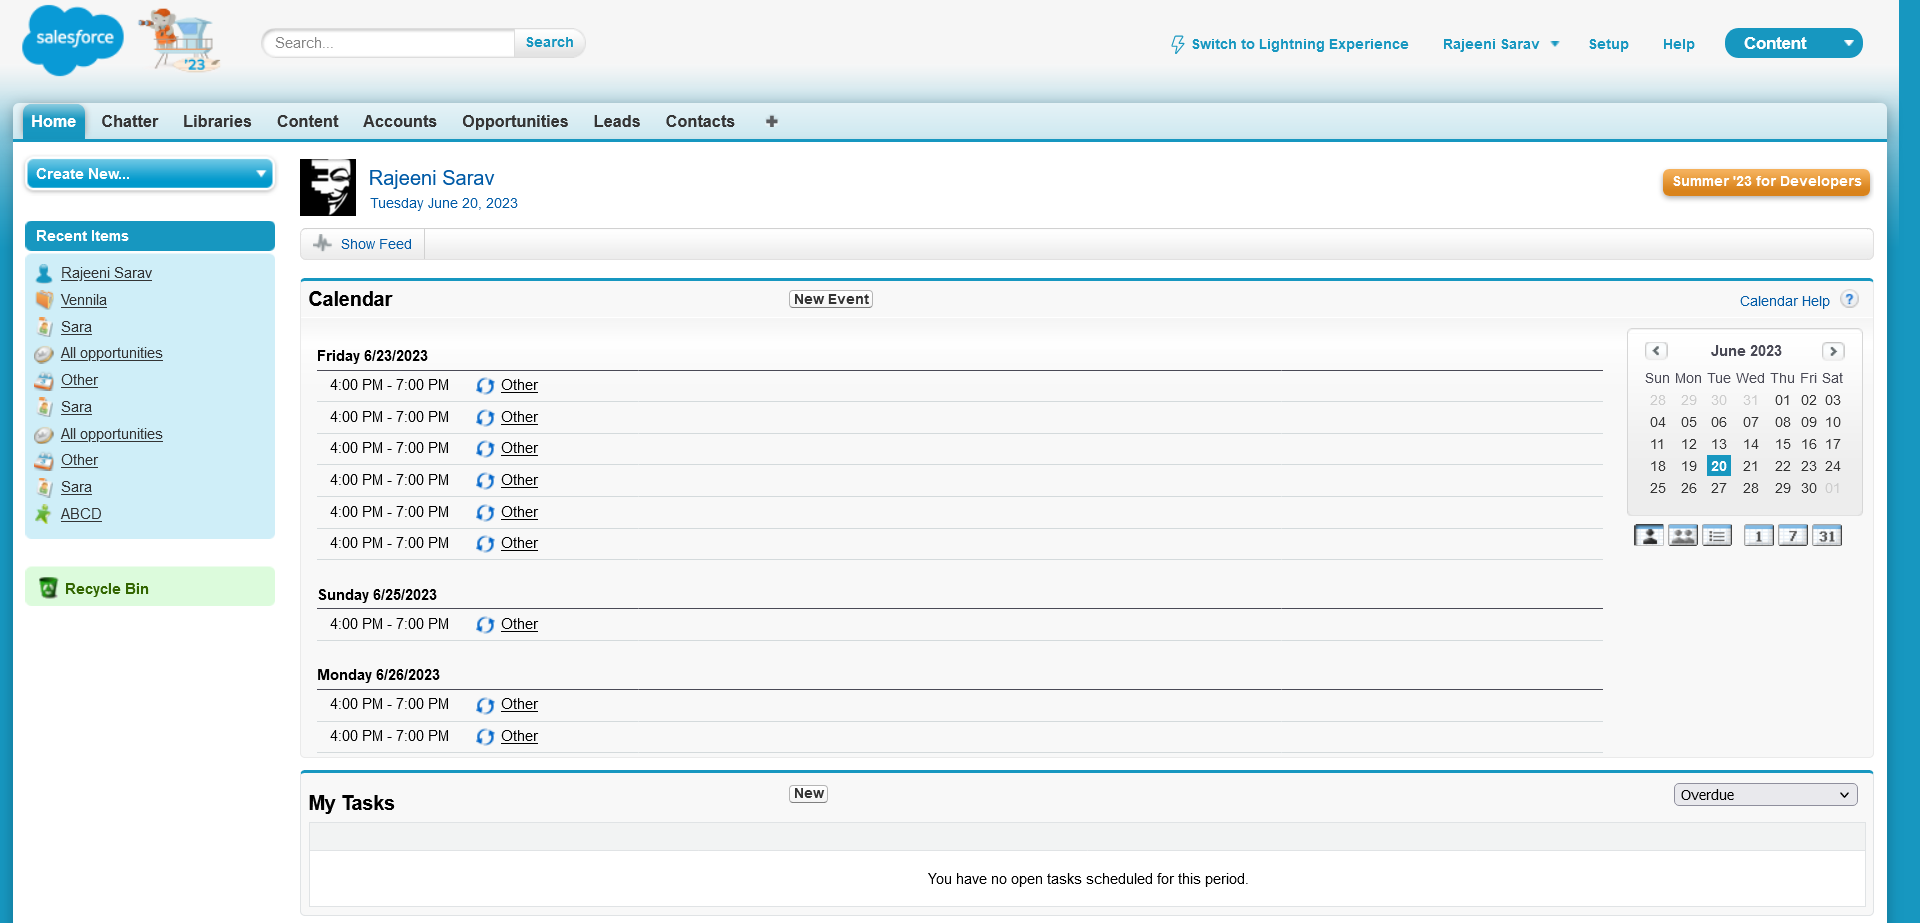 salesforce
'23
Search...
Search
Switch to Lightning Experience
Rajeeni Sarav
Setup
Help
Content
Home
Chatter
Libraries
Content
Accounts
Opportunities
Leads
Contacts
+
Create New...
Recent Items
Rajeeni Sarav
Vennila
Sara
All opportunities
Other
Sara
All opportunities
Other
Sara
ABCD
Recycle Bin
Rajeeni Sarav
Tuesday June 20, 2023
Summer '23 for Developers
Show Feed
Calendar
New Event
Calendar Help ?
Friday 6/23/2023
4:00 PM - 7:00 PM Other
4:00 PM - 7:00 PM Other
4:00 PM - 7:00 PM Other
4:00 PM - 7:00 PM Other
4:00 PM - 7:00 PM Other
4:00 PM - 7:00 PM Other
Sunday 6/25/2023
4:00 PM - 7:00 PM Other
Monday 6/26/2023
4:00 PM - 7:00 PM Other
4:00 PM - 7:00 PM Other
June 2023
Sun Mon Tue Wed Thu Fri Sat
28 29 30 31 01 02 03
04 05 06 07 08 09 10
11 12 13 14 15 16 17
18 19 20 21 22 23 24
25 26 27 28 29 30 01
1 7 31
My Tasks
New
Overdue
You have no open tasks scheduled for this period.